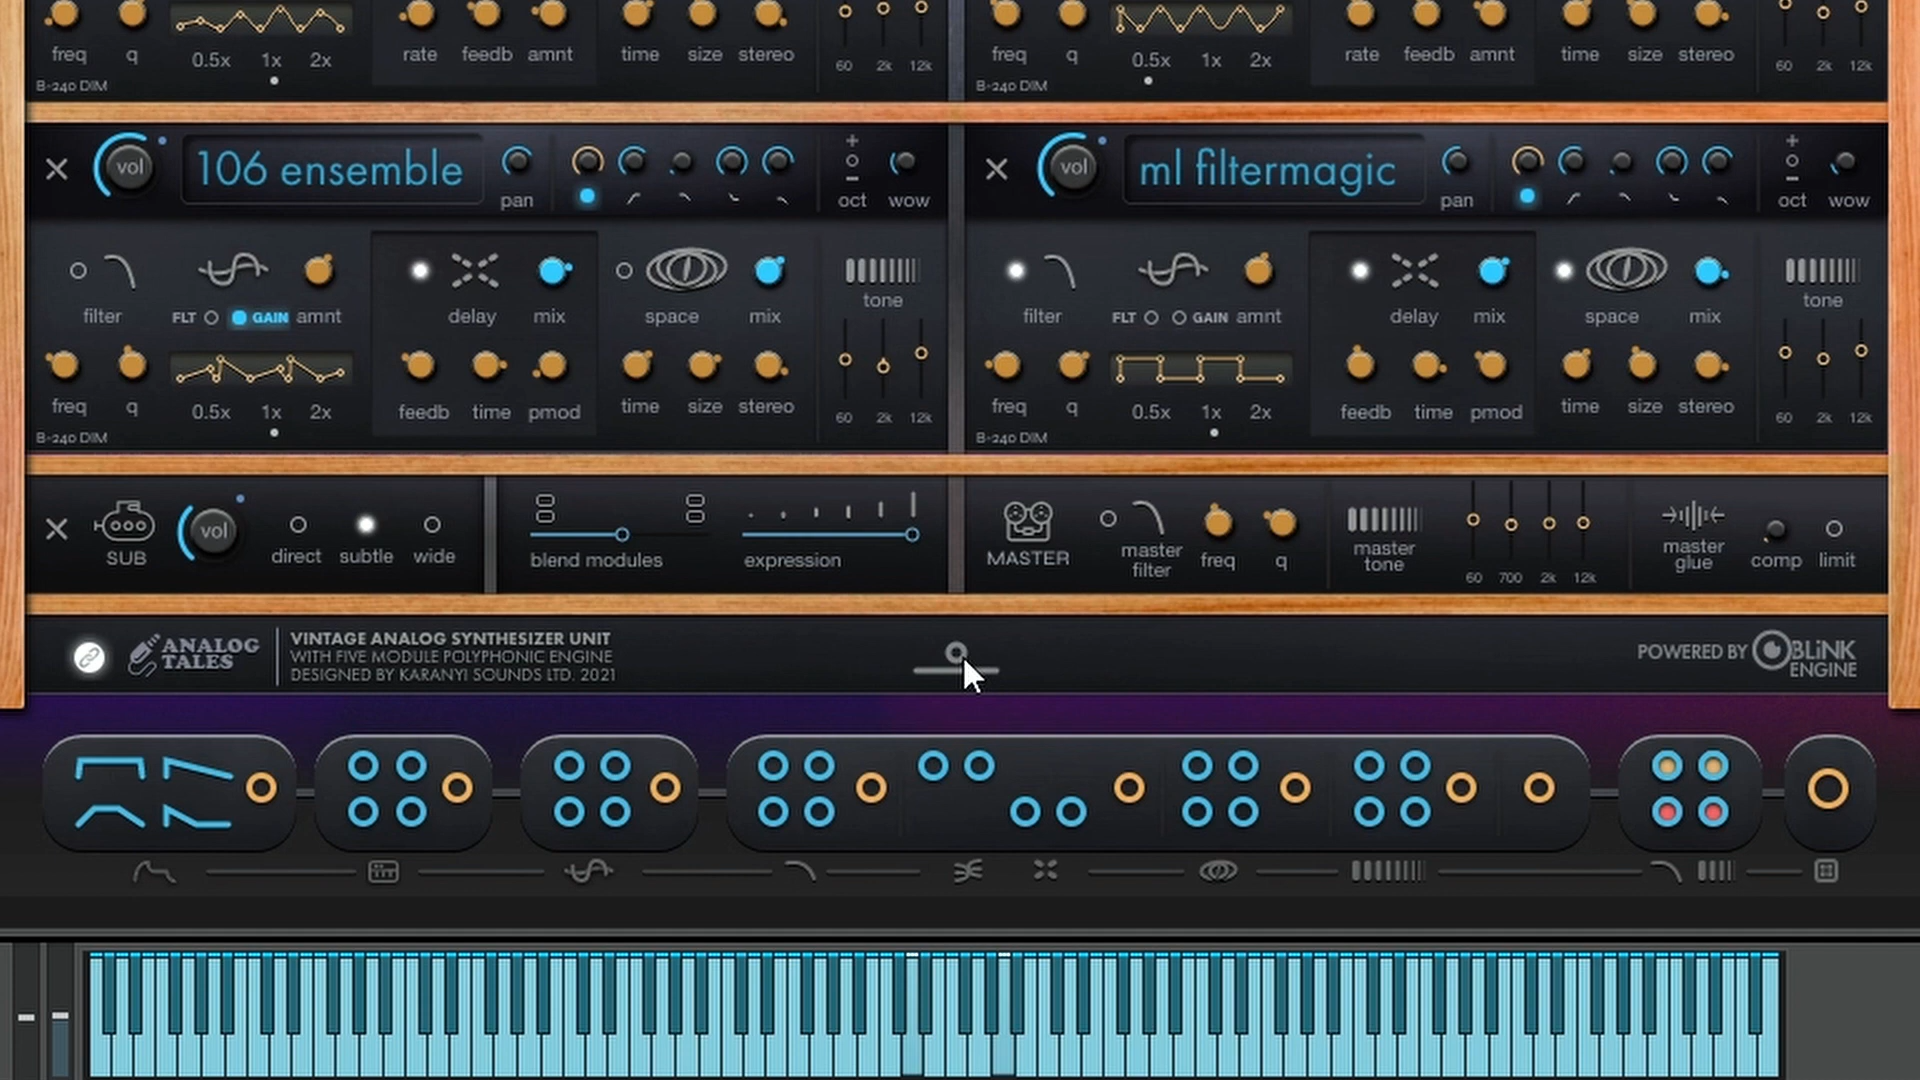 freq q 0.5x 1x 2x rate feedb amnt time size stereo 60 2k 12k
B-240 DIM
freq q 0.5x 1x 2x rate feedb amnt time size stereo 60 2k 12k
B-240 DIM
vol 106 ensemble pan oct wow
filter FLT GAIN amnt delay mix space mix tone
freq q 0.5x 1x 2x feedb time pmod time size stereo 60 2k 12k
B-240 DIM
vol ml filtermagic pan oct wow
filter FLT GAIN amnt delay mix space mix tone
freq q 0.5x 1x 2x feedb time pmod time size stereo 60 2k 12k
B-240 DIM
SUB vol direct subtle wide
blend modules expression
MASTER master filter freq q master tone 60 700 2k 12k master glue comp limit
ANALOG
TALES
VINTAGE ANALOG SYNTHESIZER UNIT
WITH FIVE MODULE POLYPHONIC ENGINE
DESIGNED BY KARANYI SOUNDS LTD. 2021
POWERED BY BLiNK
ENGINE